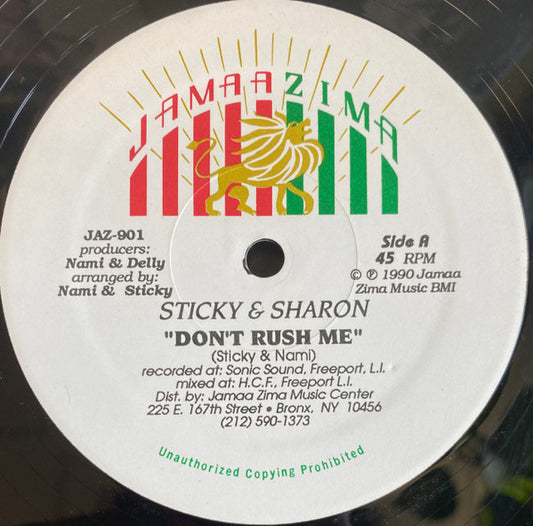 JAMAAZIMA
JAZ-901
producers:
Nami & Delly
arranged by:
Nami & Sticky
Side A
45 RPM
© ℗ 1990 Jamaa
Zima Music BMI
STICKY & SHARON
"DON'T RUSH ME"
(Sticky & Nami)
recorded at: Sonic Sound, Freeport, L.I.
mixed at: H.C.F., Freeport L.I.
Dist. by: Jamaa Zima Music Center
225 E. 167th Street • Bronx, NY 10456
(212) 590-1373
Unauthorized Copying Prohibited